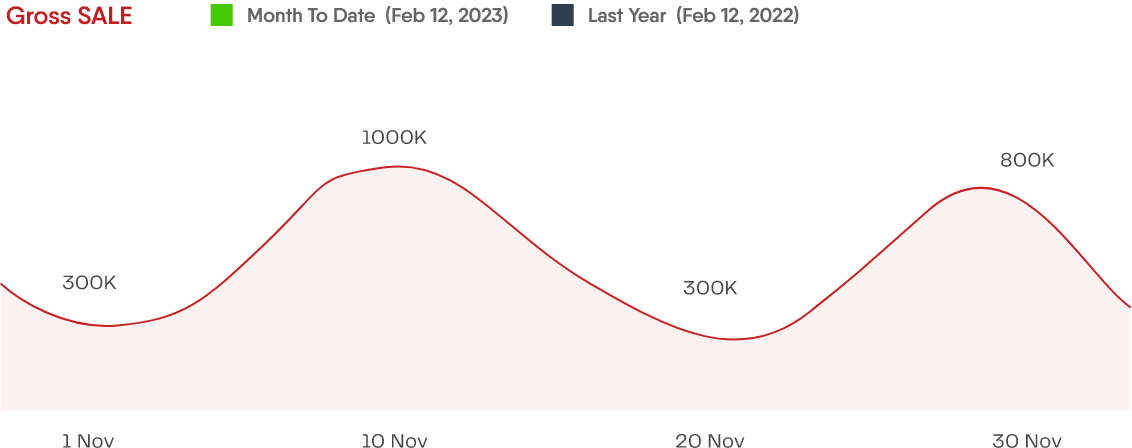 Gross SALE Month To Date (Feb 12, 2023) Last Year (Feb 12, 2022)
1000K
800K
300K
300K
1 Nov 10 Nov 20 Nov 30 Nov